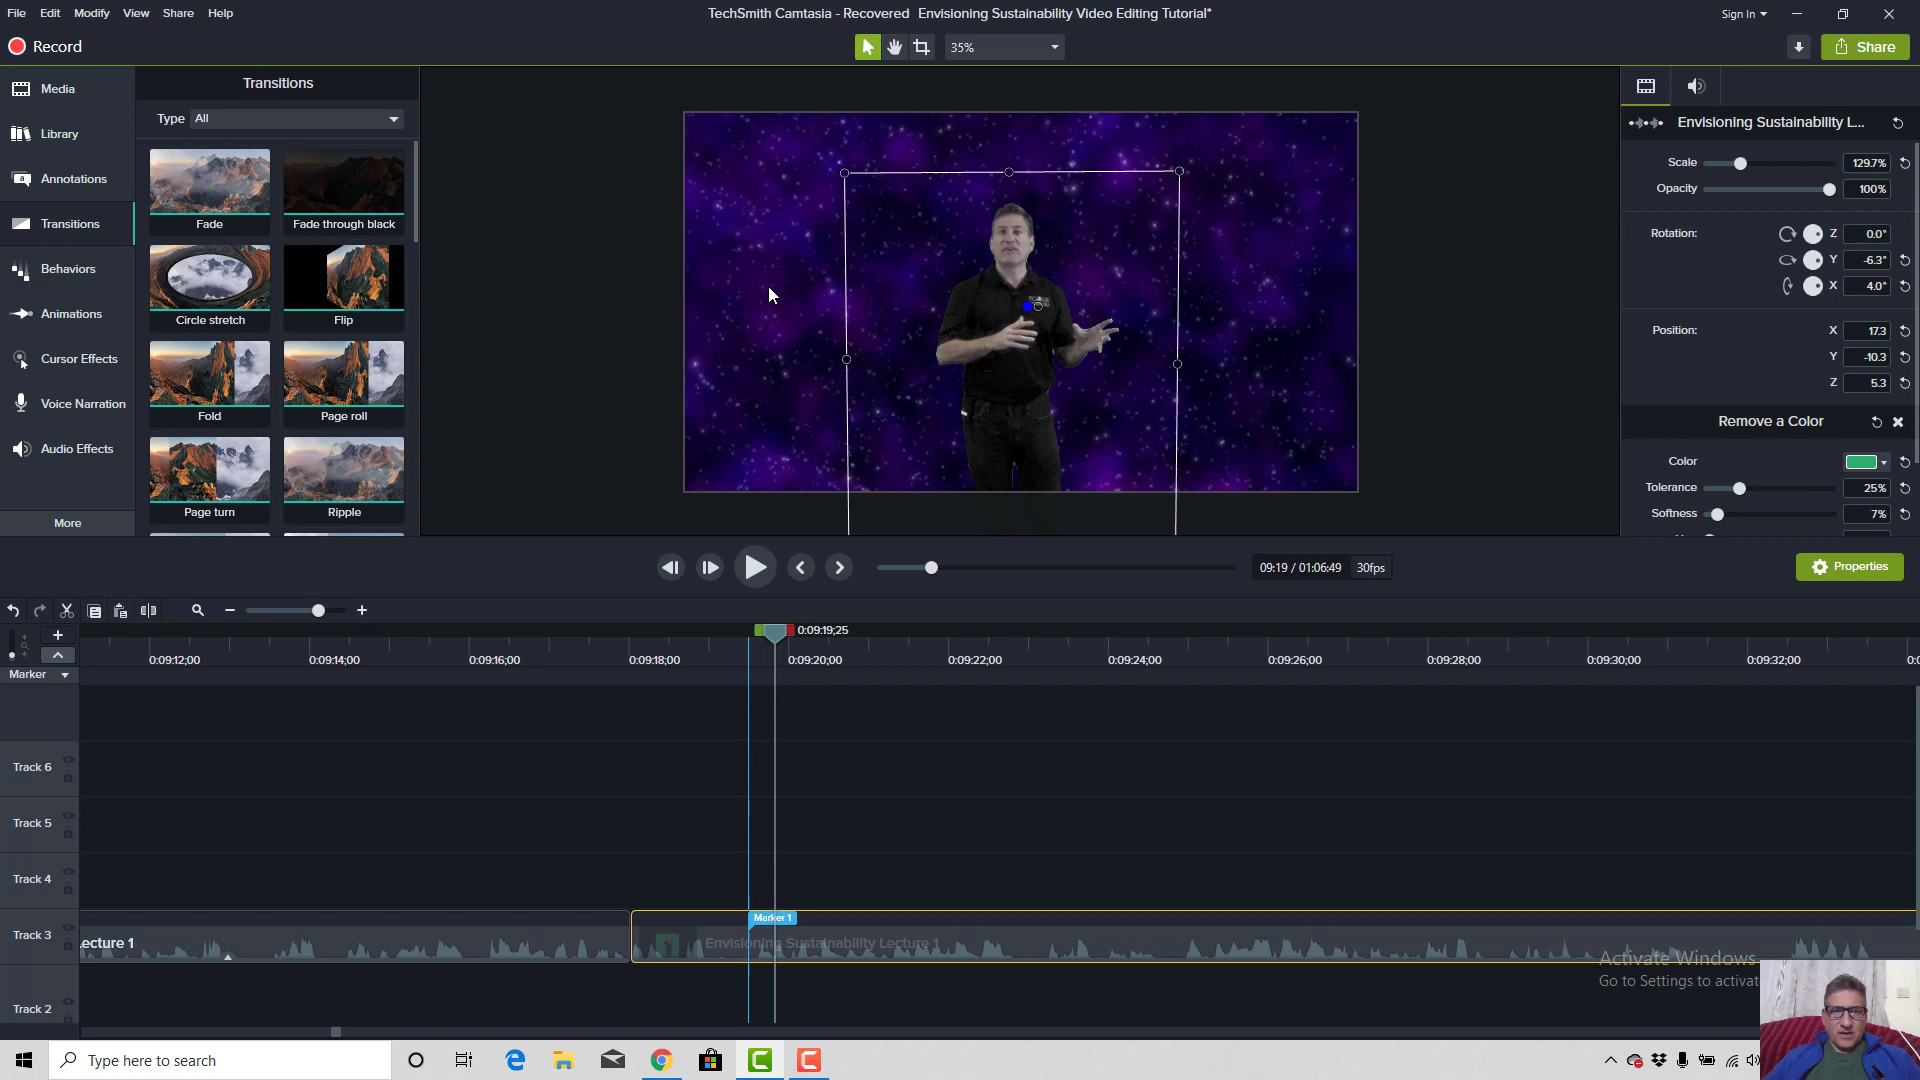 File Edit Modify View Share Help
TechSmith Camtasia - Recovered Envisioning Sustainability Video Editing Tutorial*
Sign In
Record
35%
Share
Media
Library
Annotations
Transitions
Behaviors
Animations
Cursor Effects
Voice Narration
Audio Effects
More
Transitions
Type All
Fade
Fade through black
Circle stretch
Flip
Fold
Page roll
Page turn
Ripple
Envisioning Sustainability L...
Scale 129.7%
Opacity 100%
Rotation: Z 0.0°
Y -6.3°
X 4.0°
Position: X 17.3
Y -10.3
Z 5.3
Remove a Color
Color
Tolerance 25%
Softness 7%
09:19 / 01:06:49 30fps
Properties
0:09:19;25
0:09:12;00 0:09:14;00 0:09:16;00 0:09:18;00 0:09:20;00 0:09:22;00 0:09:24;00 0:09:26;00 0:09:28;00 0:09:30;00 0:09:32;00
Marker
Track 6
Track 5
Track 4
Track 3
Marker 1
ecture 1
Envisioning Sustainability Lecture 1
Track 2
Activate Windows
Go to Settings to activat
Type here to search